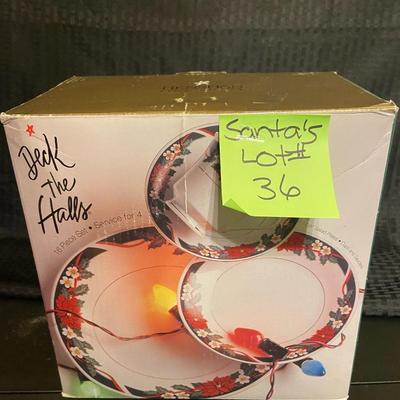 Santa's
Lot#
36
Deck
the
Halls
16 Piece Set • Service for 4